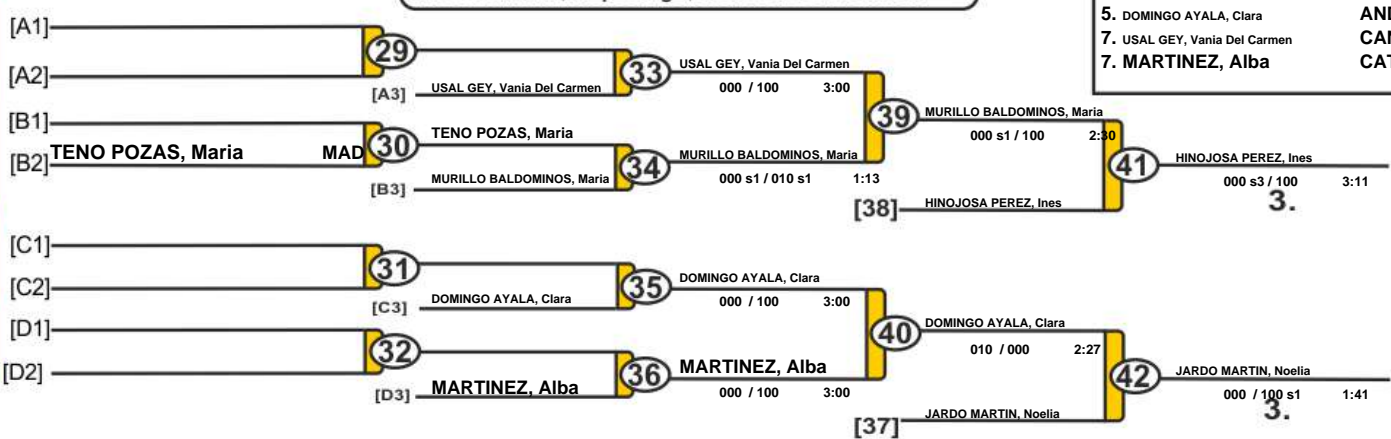 5. DOMINGO AYALA, Clara
7. USAL GEY, Vania Del Carmen
7. MARTINEZ, Alba
[A1]
[A2]
29
[A3] USAL GEY, Vania Del Carmen
33
USAL GEY, Vania Del Carmen
000 / 100 3:00
[B1]
[B2] TENO POZAS, Maria MAD
30
TENO POZAS, Maria
[B3] MURILLO BALDOMINOS, Maria
34
MURILLO BALDOMINOS, Maria
000 s1 / 010 s1 1:13
39
MURILLO BALDOMINOS, Maria
000 s1 / 100 2:30
[38] HINOJOSA PEREZ, Ines
41
HINOJOSA PEREZ, Ines
000 s3 / 100 3:11
3.
[C1]
[C2]
31
[C3] DOMINGO AYALA, Clara
35
DOMINGO AYALA, Clara
000 / 100 3:00
[D1]
[D2]
32
[D3] MARTINEZ, Alba
36
MARTINEZ, Alba
000 / 100 3:00
40
DOMINGO AYALA, Clara
010 / 000 2:27
[37] JARDO MARTIN, Noelia
42
JARDO MARTIN, Noelia
000 / 100 s1 1:41
3.